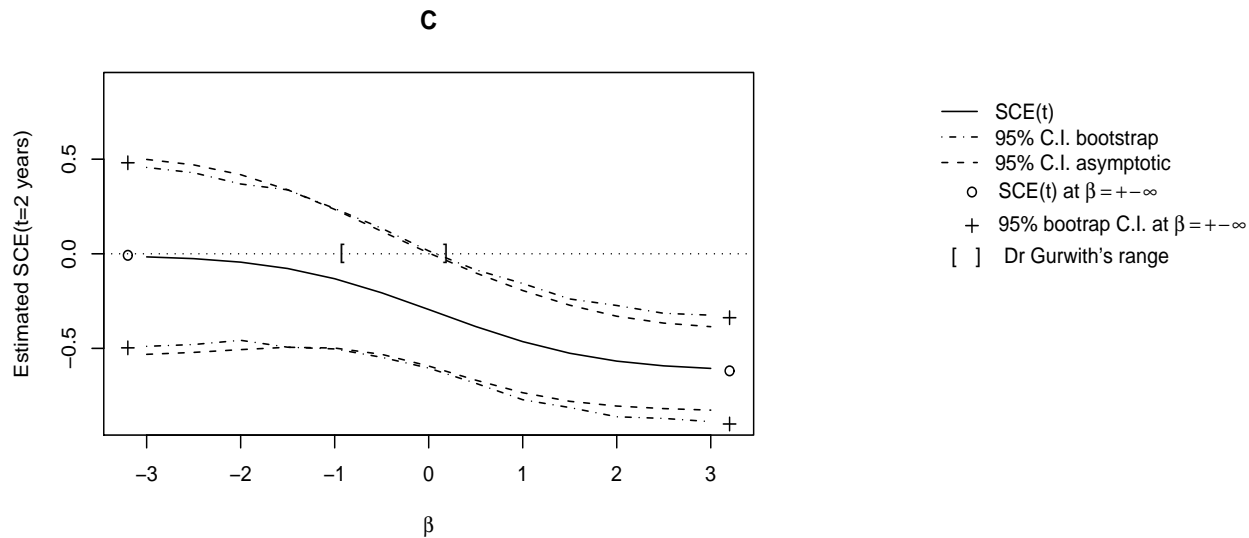 C
Estimated SCE(t=2 years)
0.5
0.0
−0.5
−3 −2 −1 0 1 2 3
β
[ ]
SCE(t)
95% C.I. bootstrap
95% C.I. asymptotic
SCE(t) at β = +−∞
95% bootrap C.I. at β = +−∞
[ ] Dr Gurwith's range